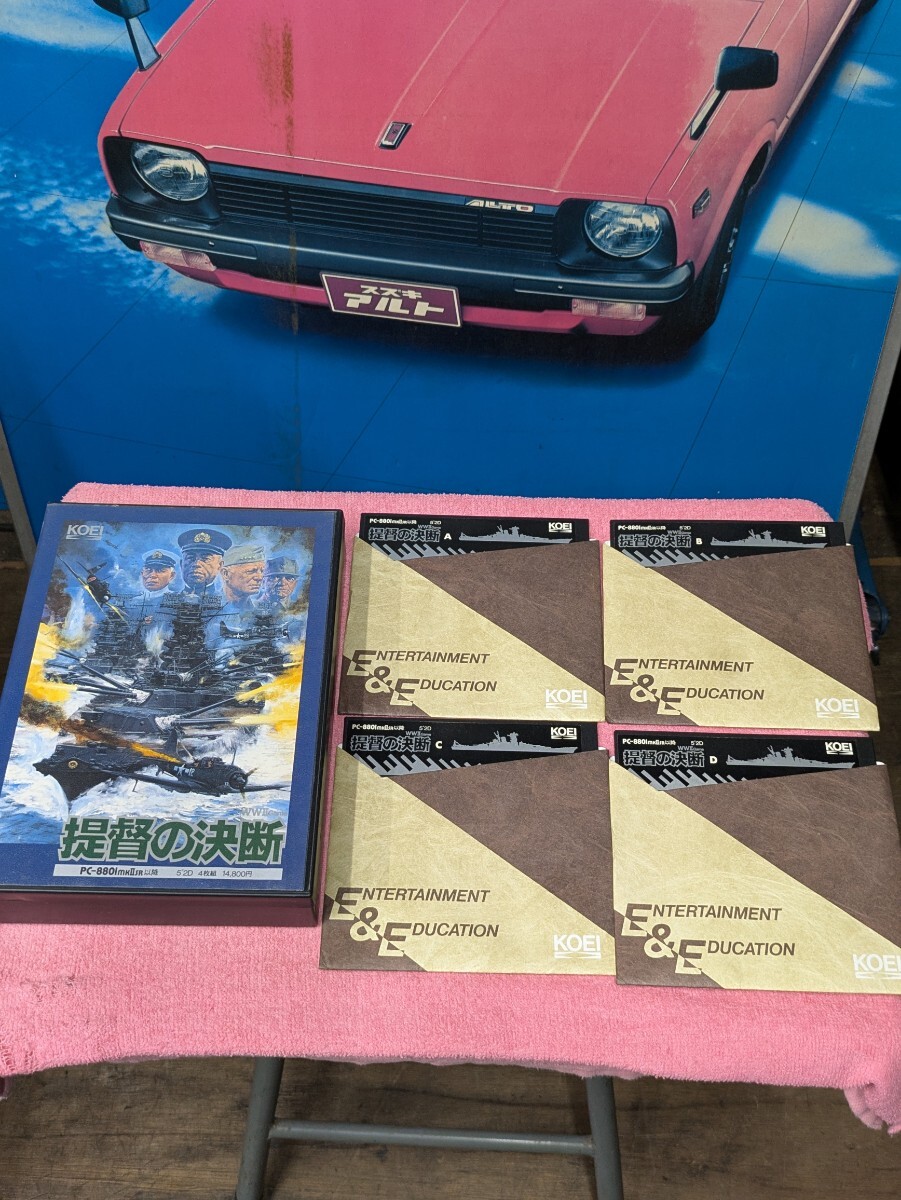 ALTO
スズキ
アルト
KOEI
WWⅡ
提督の決断
PC-8801mkⅡSR以降 5"2D 4枚組 14,800円
PC-8801mkⅡSR以降 5"2D
WWⅡ
提督の決断 A
KOEI
ENTERTAINMENT
& EDUCATION
KOEI
PC-8801mkⅡSR以降 5"2D
WWⅡ
提督の決断 B
KOEI
ENTERTAINMENT
& EDUCATION
KOEI
PC-8801mkⅡSR以降 5"2D
WWⅡ
提督の決断 C
KOEI
ENTERTAINMENT
& EDUCATION
KOEI
PC-8801mkⅡSR以降 5"2D
WWⅡ
提督の決断 D
KOEI
ENTERTAINMENT
& EDUCATION
KOEI